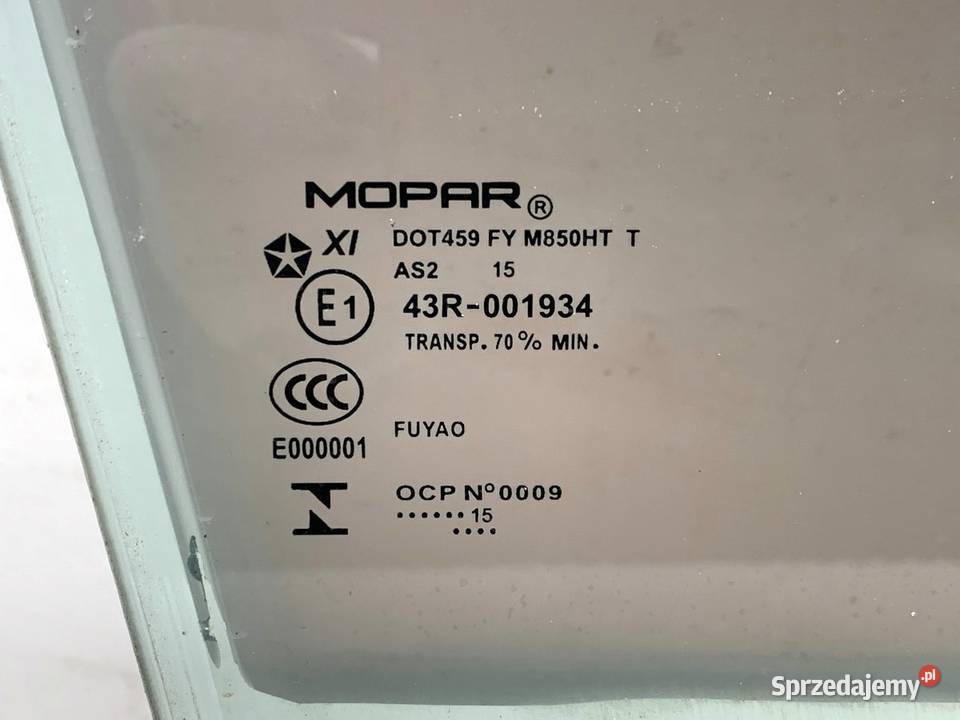 MOPAR®
XI DOT459 FY M850HT T
AS2 15
E1 43R-001934
TRANSP. 70% MIN.
CCC
FUYAO
E000001
OCP Nº0009
······15
····
Sprzedajemy.pl